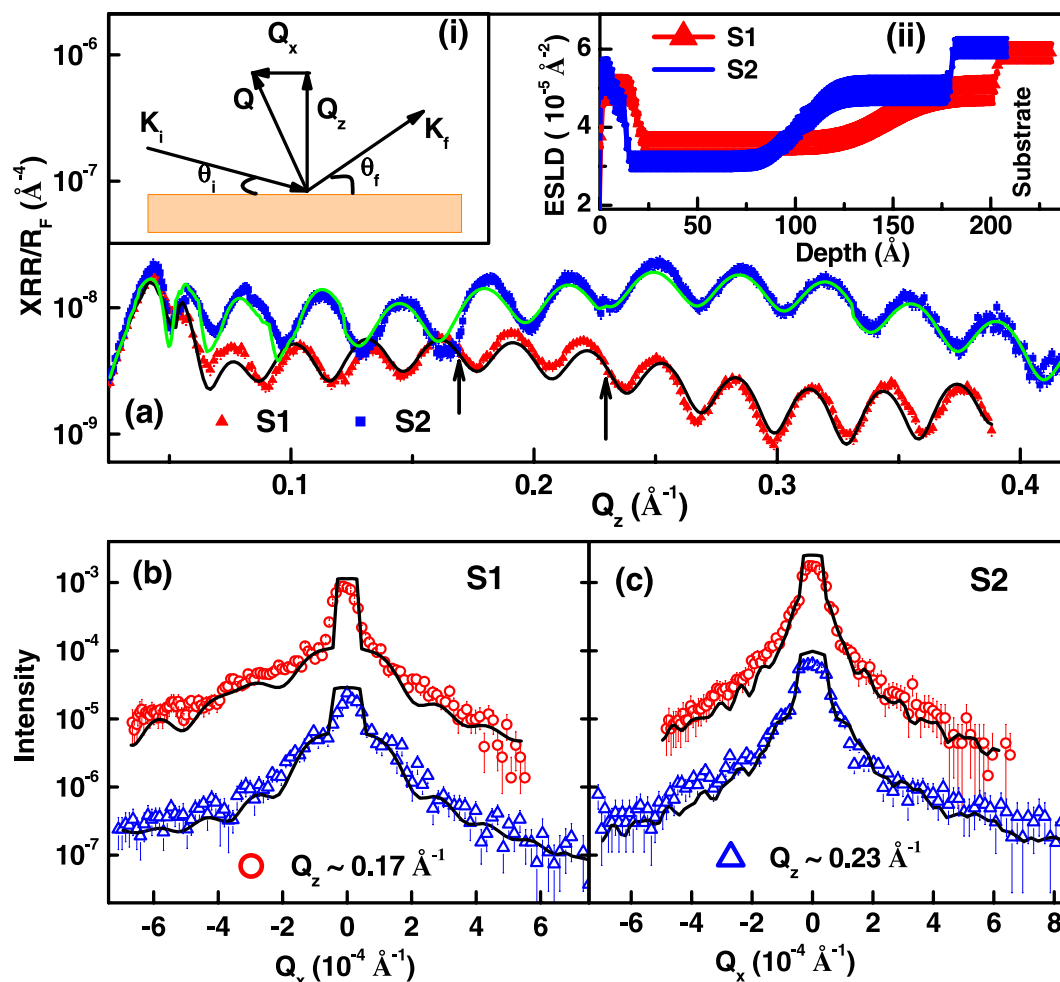 10⁻⁶
10⁻⁷
10⁻⁸
10⁻⁹
XRR/R_F (Å⁻⁴)
(i)
Q_x
Q
Q_z
K_i
K_f
θ_i
θ_f
(ii)
S1
S2
6
4
2
ESLD ( 10⁻⁵ Å⁻²)
0 50 100 150 200
Depth (Å)
Substrate
(a) S1 S2
0.1 0.2 0.3 0.4
Q_z (Å⁻¹)
(b) S1
(c) S2
10⁻³
10⁻⁴
10⁻⁵
10⁻⁶
10⁻⁷
Intensity
Q_z ~ 0.17 Å⁻¹
Q_z ~ 0.23 Å⁻¹
-6 -4 -2 0 2 4 6
-6 -4 -2 0 2 4 6 8
Q_x (10⁻⁴ Å⁻¹)
Q_x (10⁻⁴ Å⁻¹)